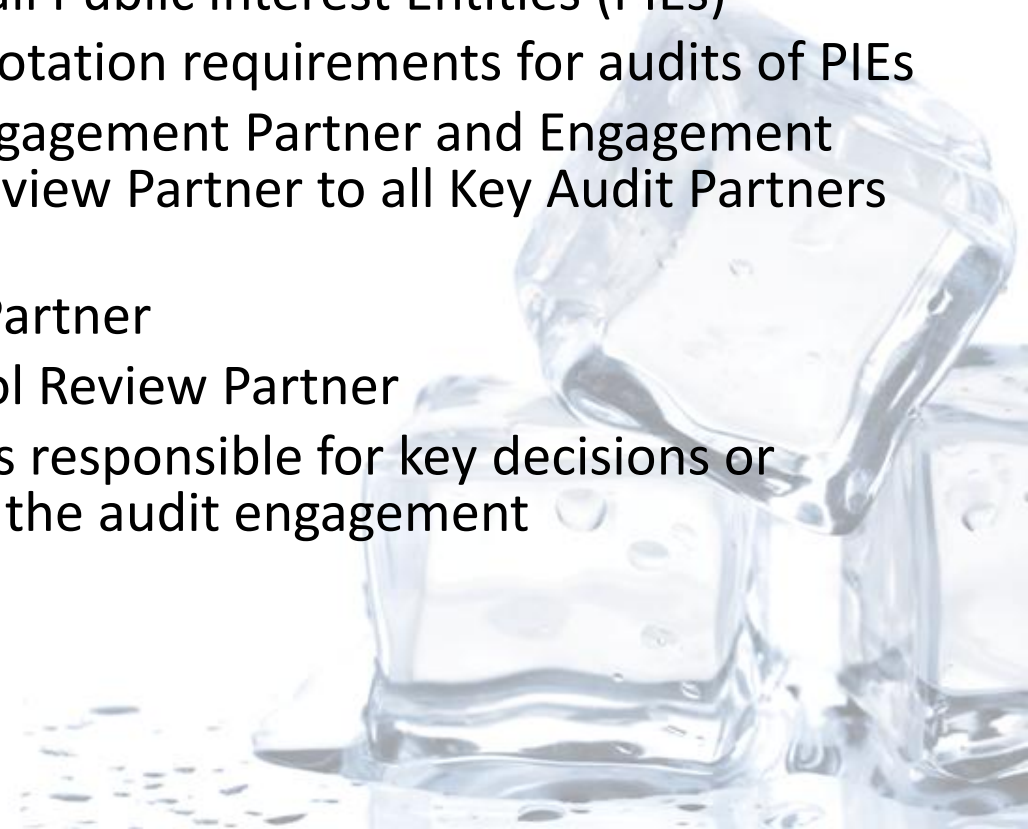 all Public Interest Entities (PIEs)
otation requirements for audits of PIEs
gagement Partner and Engagement
view Partner to all Key Audit Partners
Partner
ol Review Partner
s responsible for key decisions or
the audit engagement